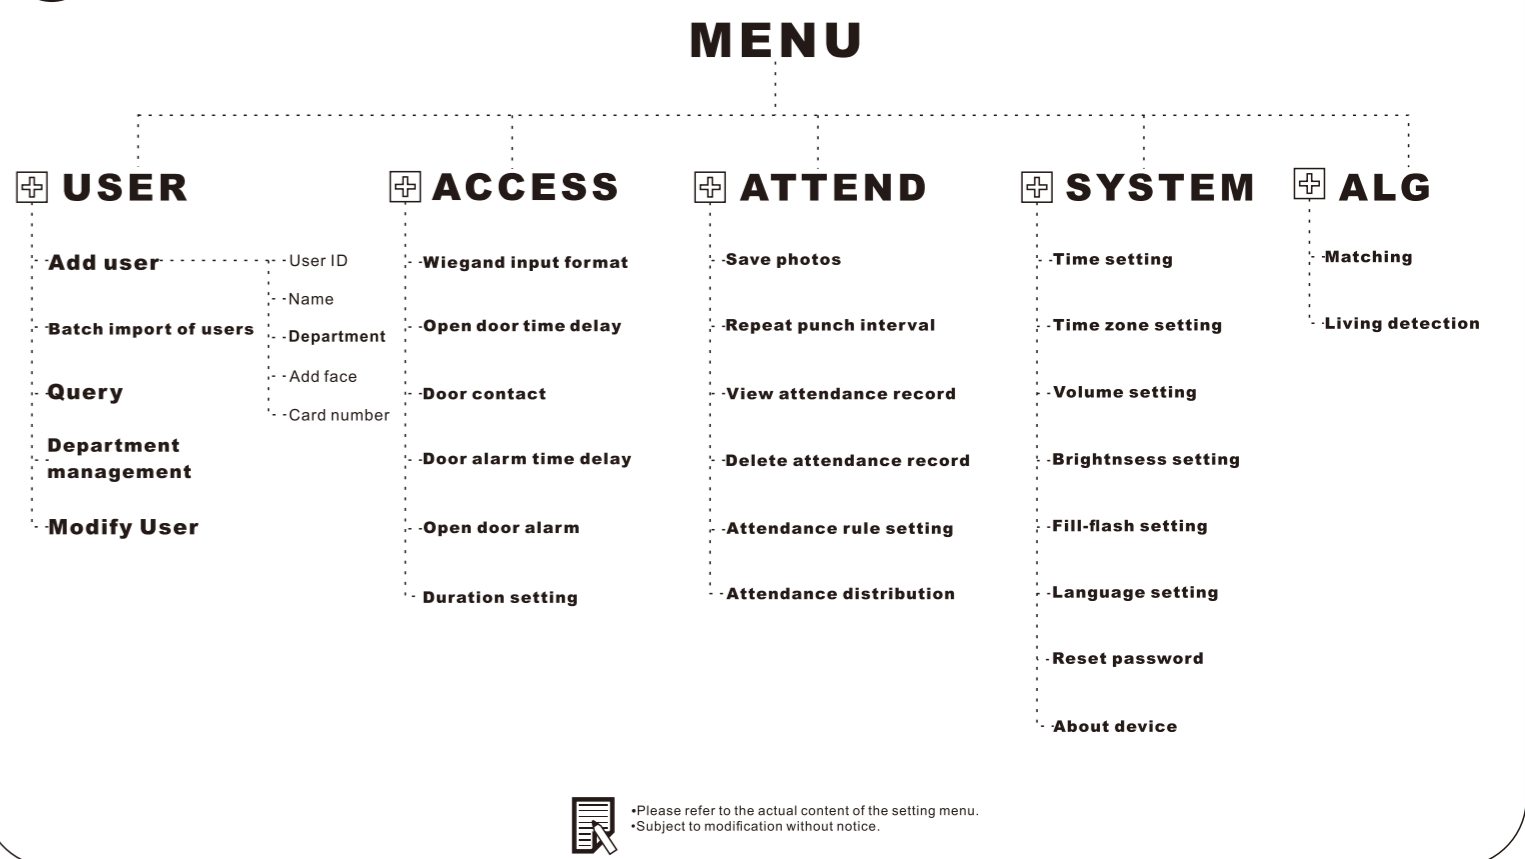 MENU
USER
Add user
User ID
Name
Department
Add face
Card number
Batch import of users
Query
Department
management
Modify User
ACCESS
Wiegand input format
Open door time delay
Door contact
Door alarm time delay
Open door alarm
Duration setting
ATTEND
Save photos
Repeat punch interval
View attendance record
Delete attendance record
Attendance rule setting
Attendance distribution
SYSTEM
Time setting
Time zone setting
Volume setting
Brightnsess setting
Fill-flash setting
Language setting
Reset password
About device
ALG
Matching
Living detection
•Please refer to the actual content of the setting menu.
•Subject to modification without notice.